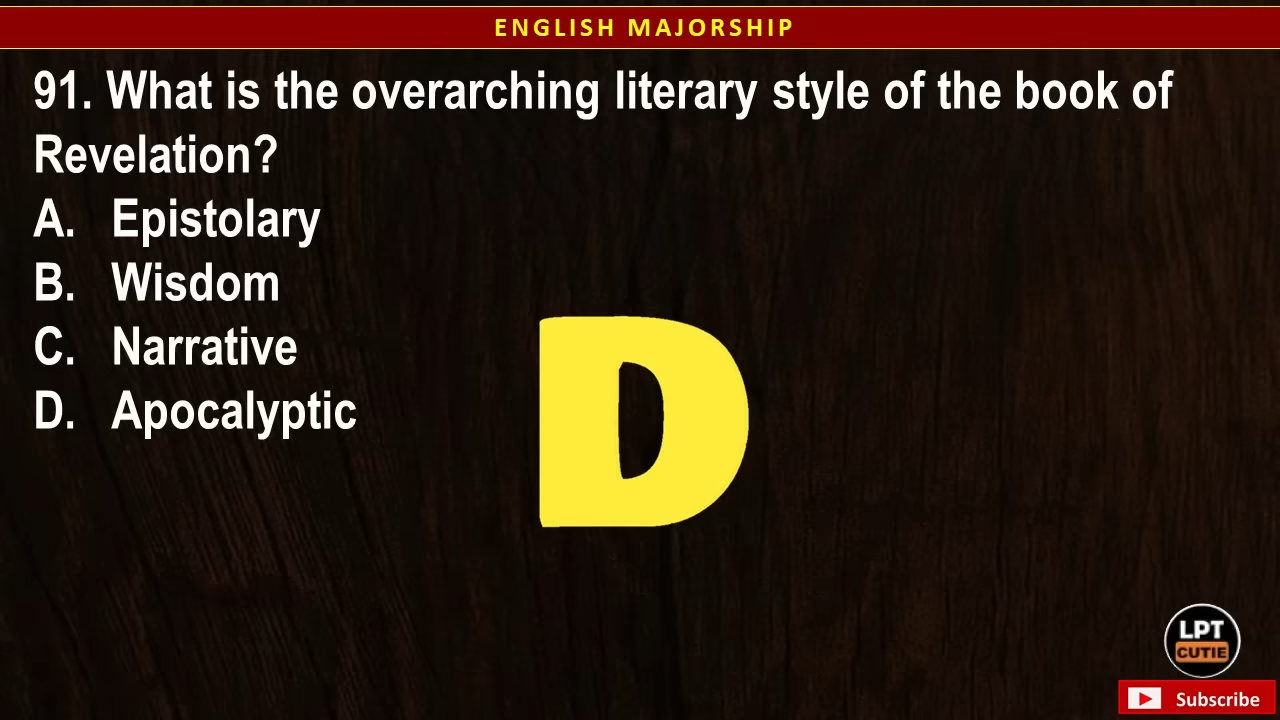 ENGLISH MAJORSHIP
91. What is the overarching literary style of the book of
Revelation?
A. Epistolary
B. Wisdom
C. Narrative
D. Apocalyptic
D
LPT
CUTIE
Subscribe